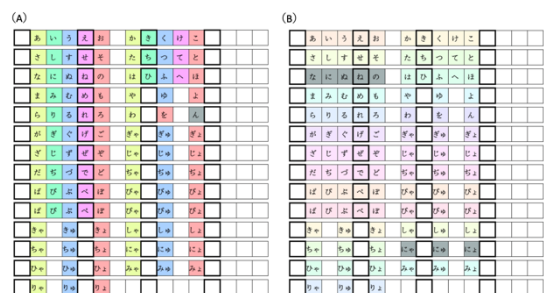 (A)
あ い う え お か き く け こ
さ し す せ そ た ち つ て と
な に ぬ ね の は ひ ふ へ ほ
ま み む め も や ゆ よ
ら り る れ ろ わ を ん
が ぎ ぐ げ ご ぎゃ ぎゅ ぎょ
ざ じ ず ぜ ぞ じゃ じゅ じょ
だ ぢ づ で ど ぢゃ ぢゅ ぢょ
ば び ぶ べ ぼ びゃ びゅ びょ
ぱ ぴ ぷ ぺ ぽ ぴゃ ぴゅ ぴょ
きゃ きゅ きょ しゃ しゅ しょ
ちゃ ちゅ ちょ にゃ にゅ にょ
ひゃ ひゅ ひょ みゃ みゅ みょ
りゃ りゅ りょ
(B)
あ い う え お か き く け こ
さ し す せ そ た ち つ て と
な に ぬ ね の は ひ ふ へ ほ
ま み む め も や ゆ よ
ら り る れ ろ わ を ん
が ぎ ぐ げ ご ぎゃ ぎゅ ぎょ
ざ じ ず ぜ ぞ じゃ じゅ じょ
だ ぢ づ で ど ぢゃ ぢゅ ぢょ
ば び ぶ べ ぼ びゃ びゅ びょ
ぱ ぴ ぷ ぺ ぽ ぴゃ ぴゅ ぴょ
きゃ きゅ きょ しゃ しゅ しょ
ちゃ ちゅ ちょ にゃ にゅ にょ
ひゃ ひゅ ひょ みゃ みゅ みょ
りゃ りゅ りょ